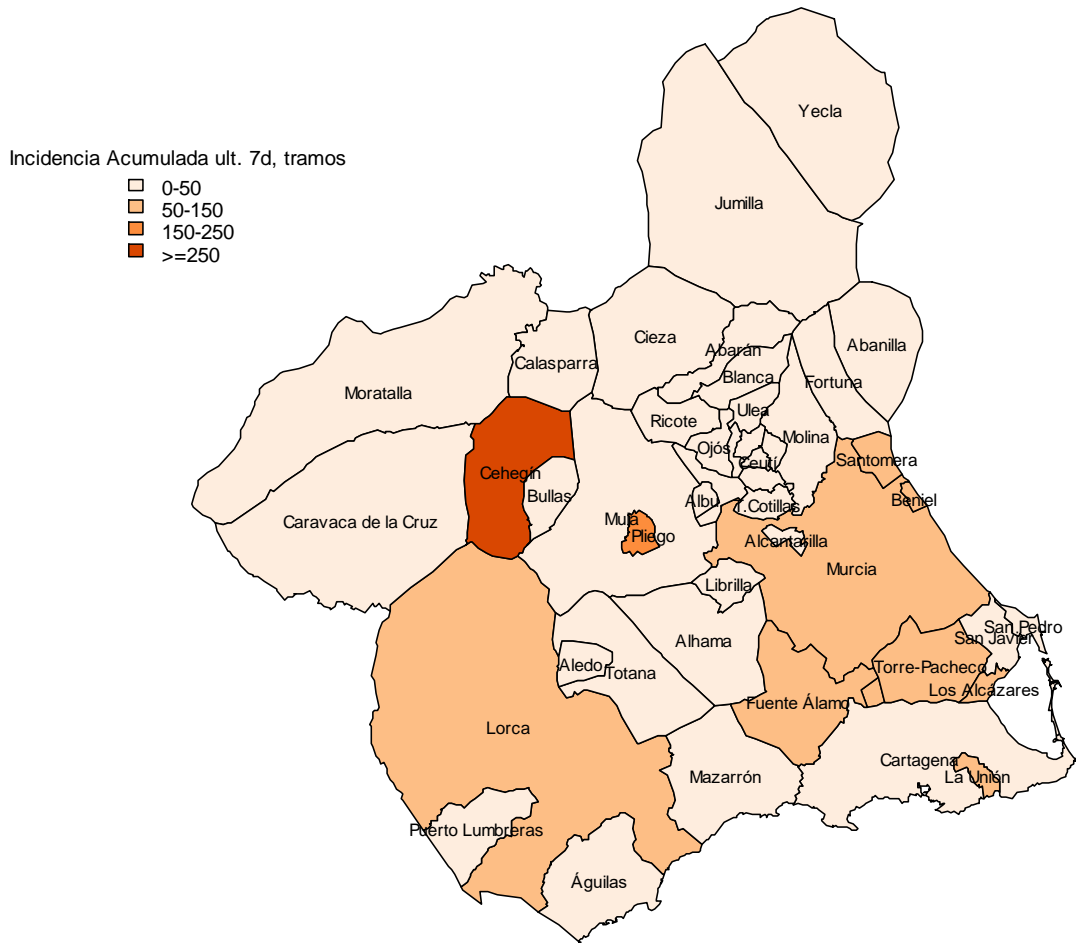 Incidencia Acumulada ult. 7d, tramos
0-50
50-150
150-250
>=250
Yecla
Jumilla
Cieza
Abarán
Abanilla
Calasparra
Blanca
Fortuna
Moratalla
Ricote
Ulea
Molina
Ojós
Ceutí
Santomera
Cehegín
Bullas
Albu
T.Cotillas
Beniel
Caravaca de la Cruz
Mula
Pliego
Alcantarilla
Murcia
Librilla
San Pedro
San Javier
Alhama
Aledo
Totana
Torre-Pacheco
Los Alcázares
Fuente Álamo
Lorca
Cartagena
Mazarrón
La Unión
Puerto Lumbreras
Águilas